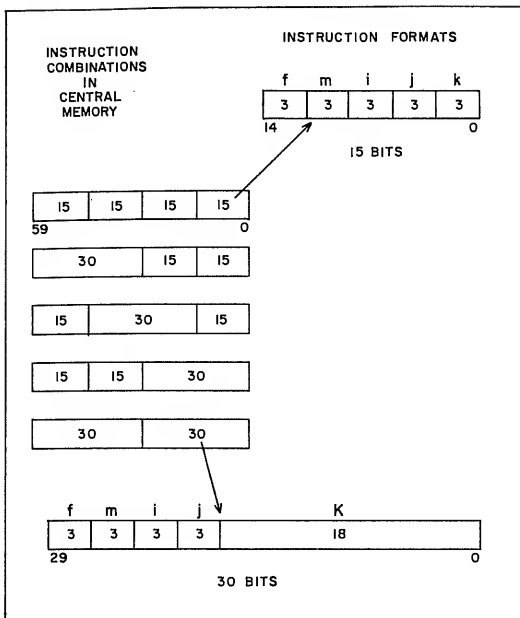 INSTRUCTION
COMBINATIONS
IN
CENTRAL
MEMORY
INSTRUCTION FORMATS
f m i j k
3 3 3 3 3
14 0
15 BITS
15 15 15 15
59 0
30 15 15
15 30 15
15 15 30
30 30
f m i j K
3 3 3 3 18
29 0
30 BITS